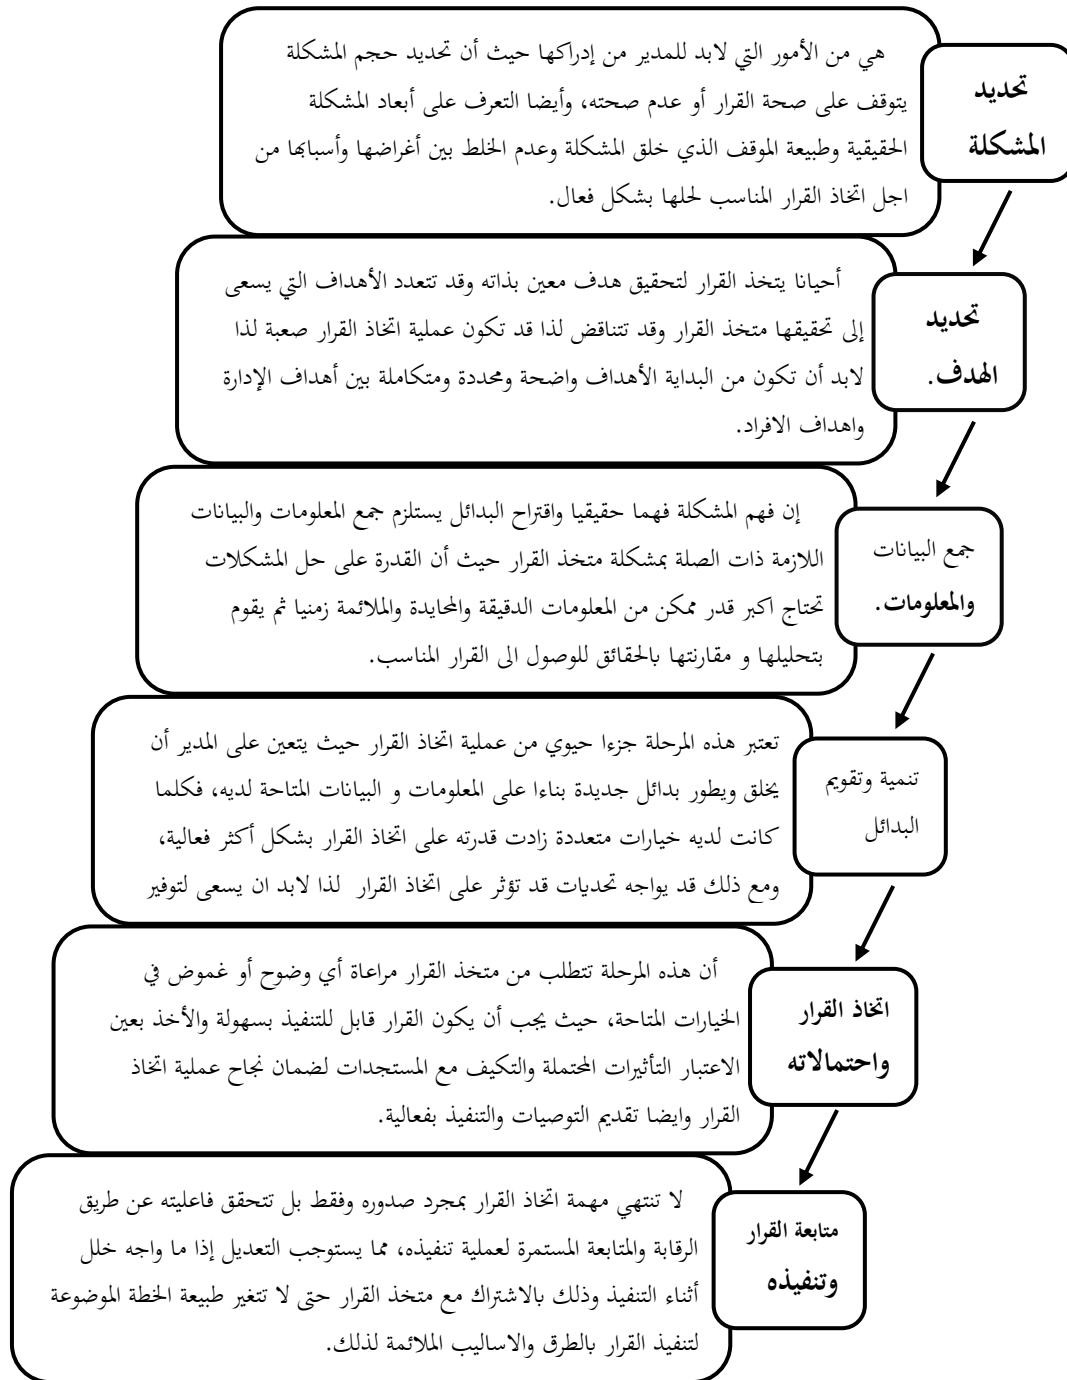 تحديد
المشكلة
هي من الأمور التي لابد للمدير من إدراكها حيث أن تحديد حجم المشكلة
يتوقف على صحة القرار أو عدم صحته، وأيضا التعرف على أبعاد المشكلة
الحقيقية وطبيعة الموقف الذي خلق المشكلة وعدم الخلط بين أغراضها وأسبابها من
اجل اتخاذ القرار المناسب لحلها بشكل فعال.
تحديد
الهدف.
أحيانا يتخذ القرار لتحقيق هدف معين بذاته وقد تتعدد الأهداف التي يسعى
إلى تحقيقها متخذ القرار وقد تتناقض لذا قد تكون عملية اتخاذ القرار صعبة لذا
لابد أن تكون من البداية الأهداف واضحة ومحددة ومتكاملة بين أهداف الإدارة
واهداف الافراد.
جمع البيانات
والمعلومات.
إن فهم المشكلة فهما حقيقيا واقتراح البدائل يستلزم جمع المعلومات والبيانات
اللازمة ذات الصلة بمشكلة متخذ القرار حيث أن القدرة على حل المشكلات
تحتاج اكبر قدر ممكن من المعلومات الدقيقة والمحايدة والملائمة زمنيا ثم يقوم
بتحليلها و مقارنتها بالحقائق للوصول الى القرار المناسب.
تنمية وتقويم
البدائل
تعتبر هذه المرحلة جزءا حيوي من عملية اتخاذ القرار حيث يتعين على المدير أن
يخلق ويطور بدائل جديدة بناءا على المعلومات و البيانات المتاحة لديه، فكلما
كانت لديه خيارات متعددة زادت قدرته على اتخاذ القرار بشكل أكثر فعالية،
ومع ذلك قد يواجه تحديات قد تؤثر على اتخاذ القرار لذا لابد ان يسعى لتوفير
اتخاذ القرار
واحتمالاته
أن هذه المرحلة تتطلب من متخذ القرار مراعاة أي وضوح أو غموض في
الخيارات المتاحة، حيث يجب أن يكون القرار قابل للتنفيذ بسهولة والأخذ بعين
الاعتبار التأثيرات المحتملة والتكيف مع المستجدات لضمان نجاح عملية اتخاذ
القرار وايضا تقديم التوصيات والتنفيذ بفعالية.
متابعة القرار
وتنفيذه
لا تنتهي مهمة اتخاذ القرار بمجرد صدوره وفقط بل تتحقق فاعليته عن طريق
الرقابة والمتابعة المستمرة لعملية تنفيذه، مما يستوجب التعديل إذا ما واجه خلل
أثناء التنفيذ وذلك بالاشتراك مع متخذ القرار حتى لا تتغير طبيعة الخطة الموضوعة
لتنفيذ القرار بالطرق والاساليب الملائمة لذلك.